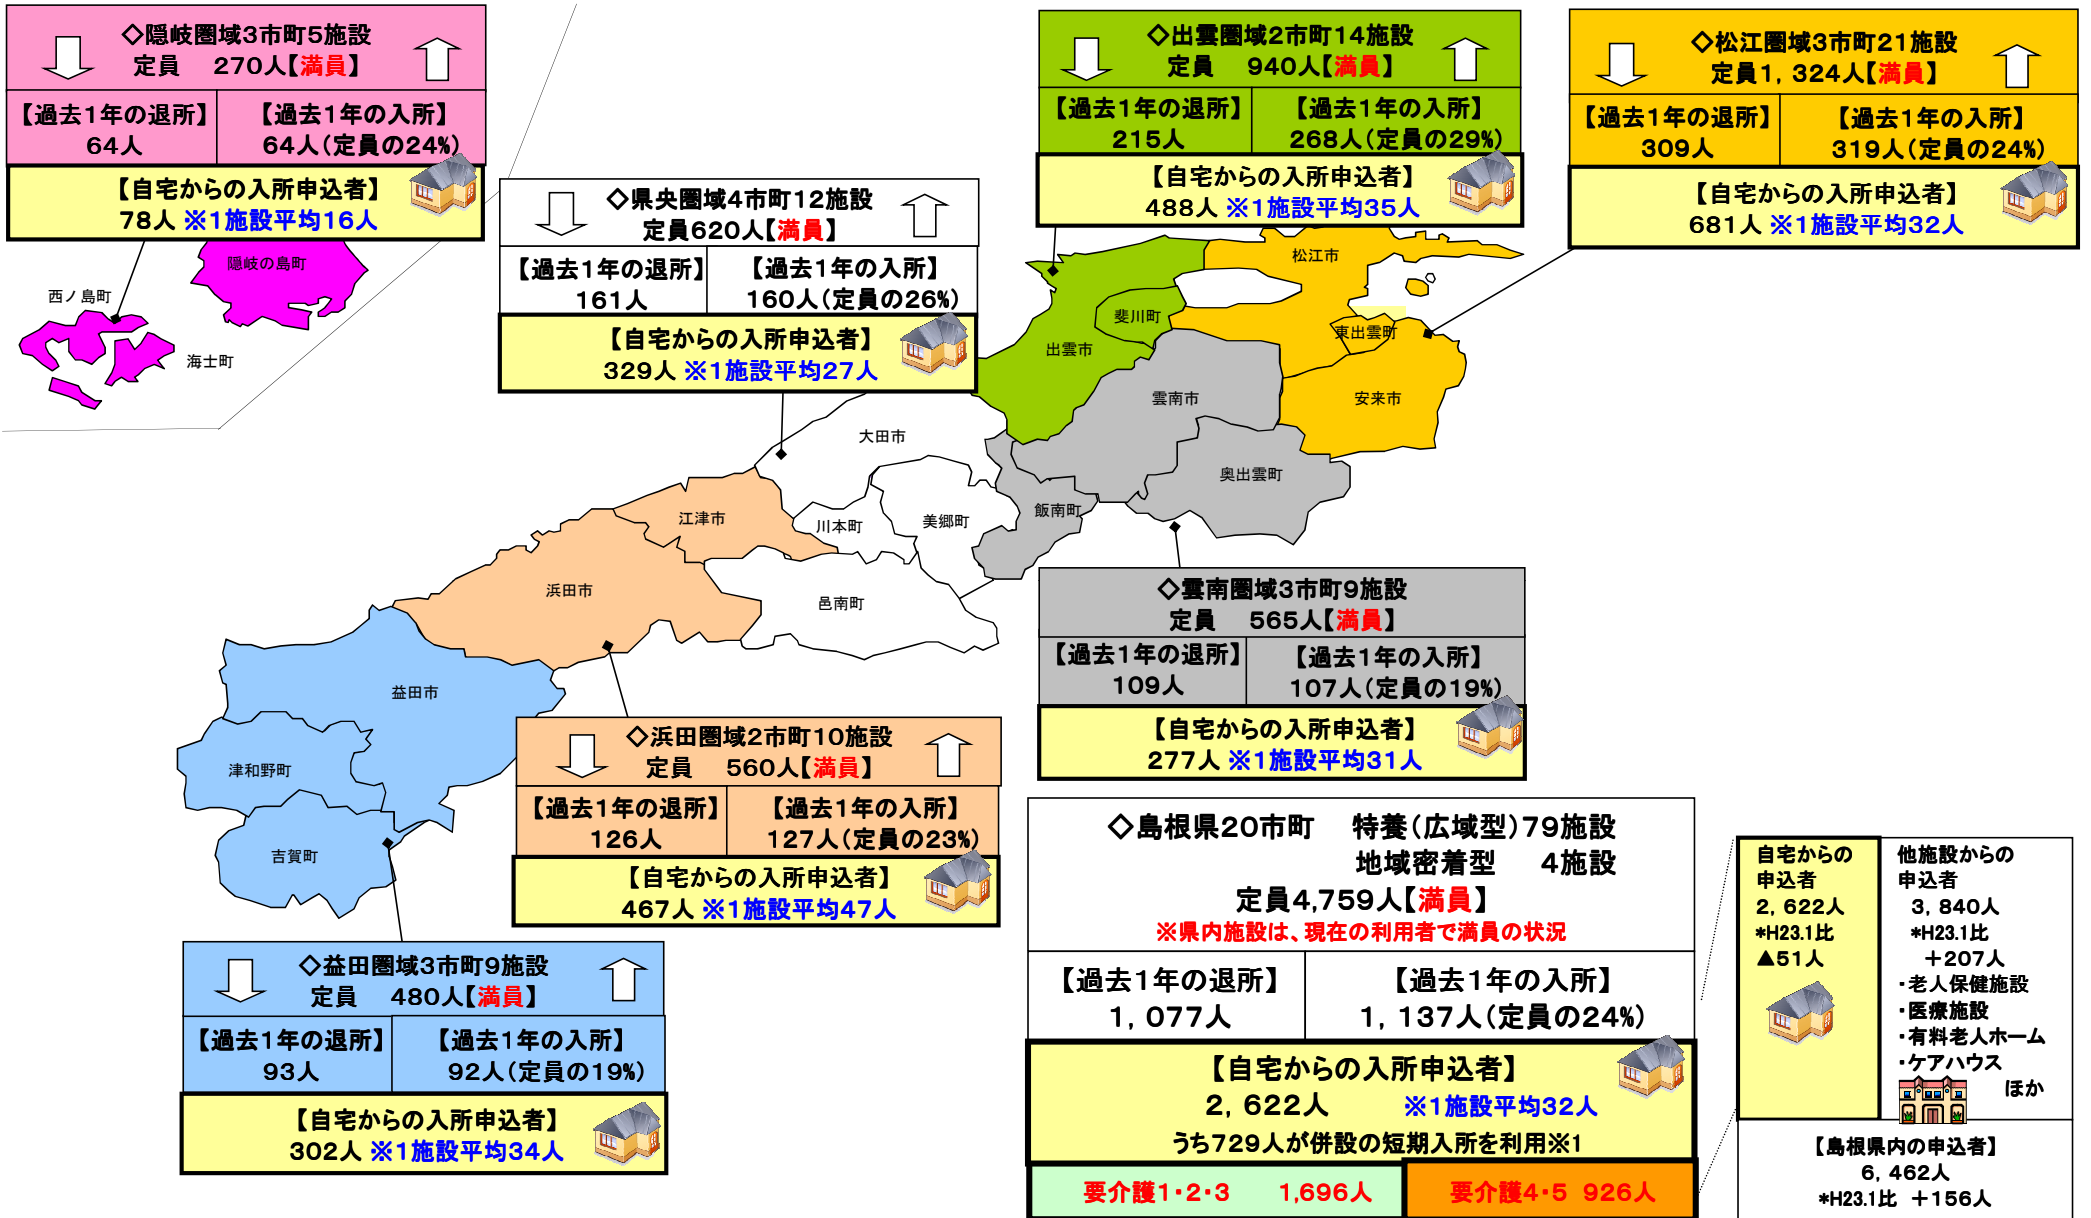 ◇隠岐圏域3市町5施設
定員　270人【満員】
【過去1年の退所】
64人
【過去1年の入所】
64人(定員の24%)
【自宅からの入所申込者】
78人 ※1施設平均16人
◇県央圏域4市町12施設
定員620人【満員】
【過去1年の退所】
161人
【過去1年の入所】
160人(定員の26%)
【自宅からの入所申込者】
329人 ※1施設平均27人
◇出雲圏域2市町14施設
定員　940人【満員】
【過去1年の退所】
215人
【過去1年の入所】
268人(定員の29%)
【自宅からの入所申込者】
488人 ※1施設平均35人
◇松江圏域3市町21施設
定員1，324人【満員】
【過去1年の退所】
309人
【過去1年の入所】
319人(定員の24%)
【自宅からの入所申込者】
681人 ※1施設平均32人
隠岐の島町
西ノ島町
海士町
松江市
斐川町
東出雲町
出雲市
雲南市
安来市
大田市
奥出雲町
飯南町
江津市
川本町
美郷町
浜田市
邑南町
益田市
津和野町
吉賀町
◇雲南圏域3市町9施設
定員　565人【満員】
【過去1年の退所】
109人
【過去1年の入所】
107人(定員の19%)
【自宅からの入所申込者】
277人 ※1施設平均31人
◇浜田圏域2市町10施設
定員　560人【満員】
【過去1年の退所】
126人
【過去1年の入所】
127人(定員の23%)
【自宅からの入所申込者】
467人 ※1施設平均47人
◇益田圏域3市町9施設
定員　480人【満員】
【過去1年の退所】
93人
【過去1年の入所】
92人(定員の19%)
【自宅からの入所申込者】
302人 ※1施設平均34人
◇島根県20市町　特養(広域型)79施設
地域密着型　4施設
定員4,759人【満員】
※県内施設は、現在の利用者で満員の状況
【過去1年の退所】
1，077人
【過去1年の入所】
1，137人(定員の24%)
【自宅からの入所申込者】
2，622人　※1施設平均32人
うち729人が併設の短期入所を利用※1
要介護1・2・3　1,696人
要介護4・5 926人
自宅からの
申込者
2，622人
*H23.1比
▲51人
他施設からの
申込者
3，840人
*H23.1比
＋207人
・老人保健施設
・医療施設
・有料老人ホーム
・ケアハウス
ほか
【島根県内の申込者】
6，462人
*H23.1比 ＋156人